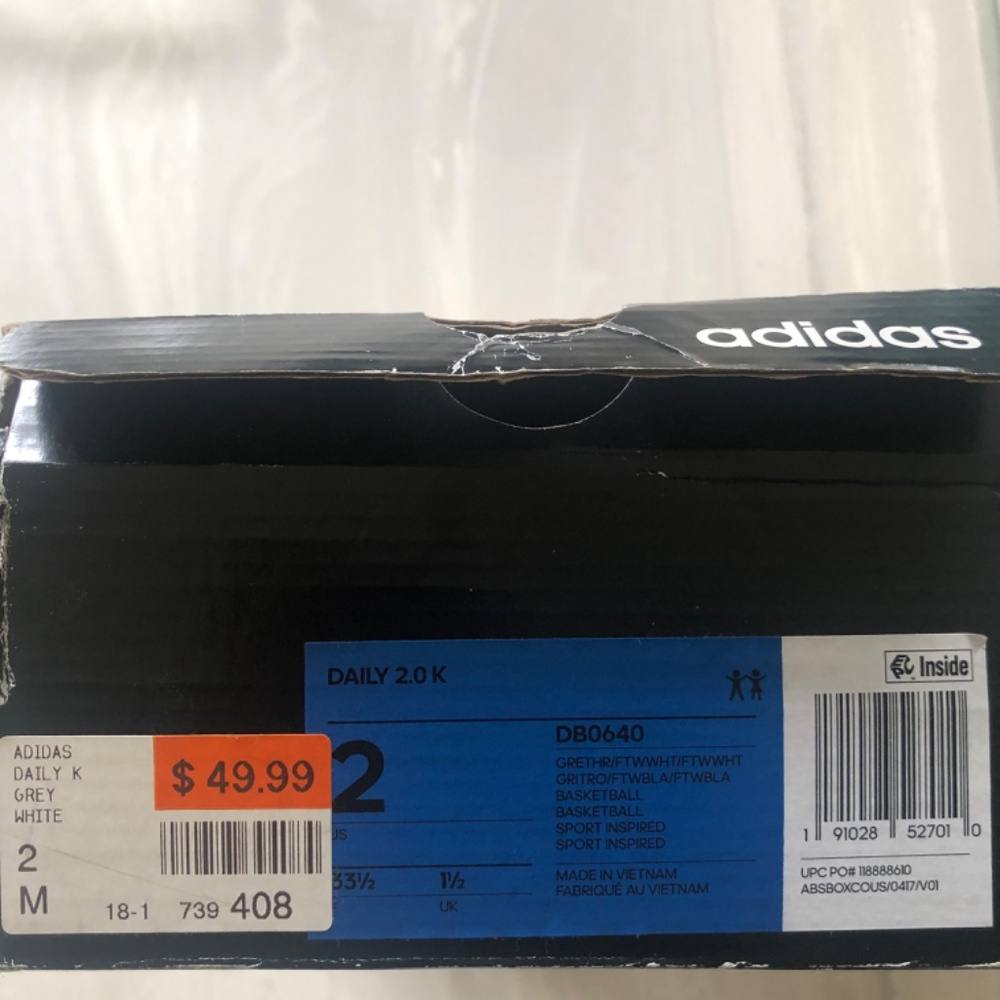 adidas
DAILY 2.0 K
2
US
33½
1½
UK
DB0640
GRETHR/FTWWHT/FTWWHT
GRITRO/FTWBLA/FTWBLA
BASKETBALL
BASKETBALL
SPORT INSPIRED
SPORT INSPIRED
MADE IN VIETNAM
FABRIQUÉ AU VIETNAM
Inside
1 91028 52701 0
UPC PO# 118888610
ABSBOXCOUS/0417/V01
ADIDAS
DAILY K
GREY
WHITE
$ 49.99
2
M
18-1 739 408